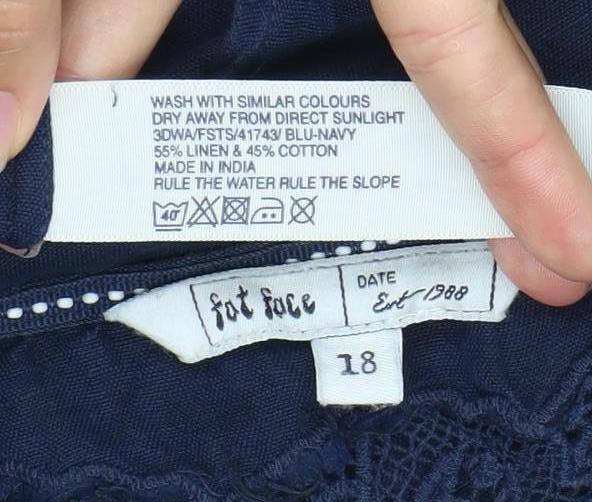 WASH WITH SIMILAR COLOURS
DRY AWAY FROM DIRECT SUNLIGHT
3DWA/FSTS/41743/ BLU-NAVY
55% LINEN & 45% COTTON
MADE IN INDIA
RULE THE WATER RULE THE SLOPE
40
fat face
DATE
Est 1988
18